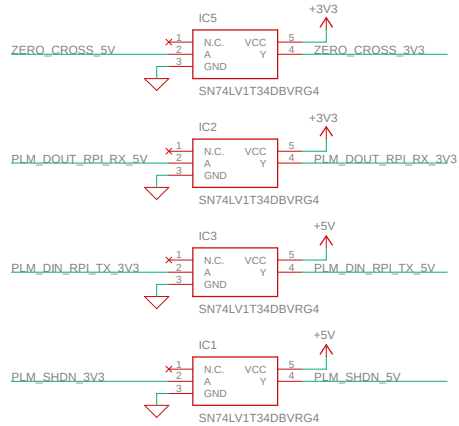 IC5
+3V3
ZERO_CROSS_5V
1 N.C. VCC 5
2 A Y 4
3 GND
ZERO_CROSS_3V3
SN74LV1T34DBVRG4
IC2
+3V3
PLM_DOUT_RPI_RX_5V
1 N.C. VCC 5
2 A Y 4
3 GND
PLM_DOUT_RPI_RX_3V3
SN74LV1T34DBVRG4
IC3
+5V
PLM_DIN_RPI_TX_3V3
1 N.C. VCC 5
2 A Y 4
3 GND
PLM_DIN_RPI_TX_5V
SN74LV1T34DBVRG4
IC1
+5V
PLM_SHDN_3V3
1 N.C. VCC 5
2 A Y 4
3 GND
PLM_SHDN_5V
SN74LV1T34DBVRG4